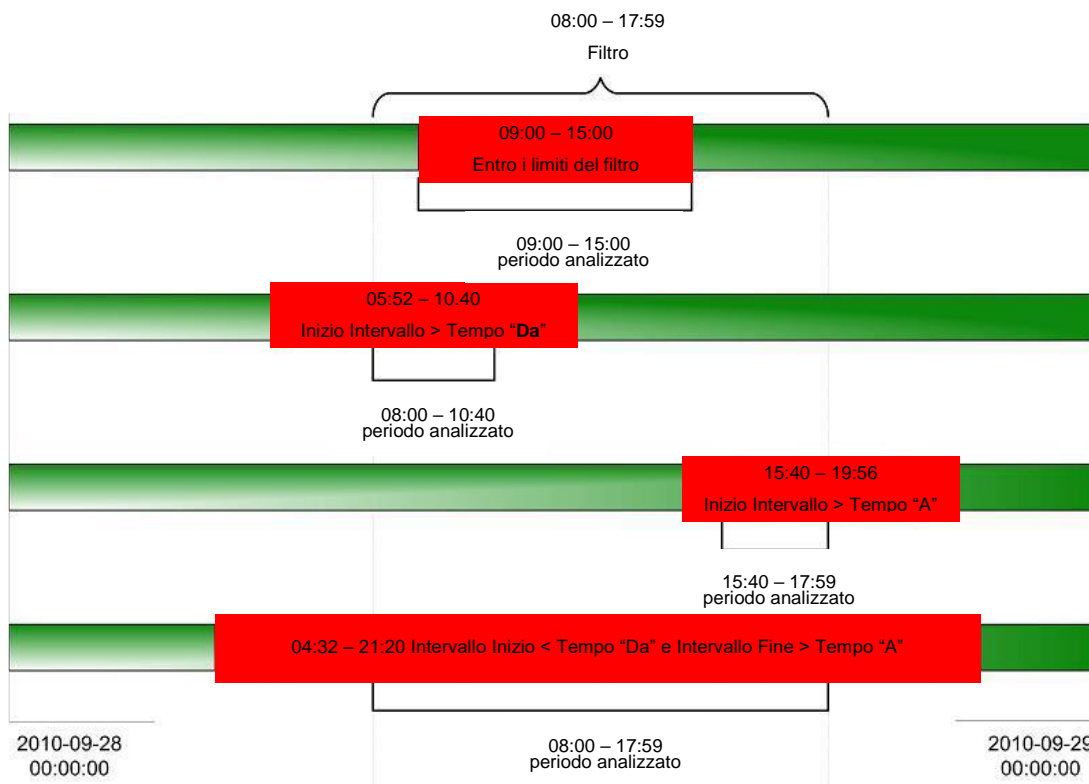 08:00 – 17:59
Filtro
09:00 – 15:00
Entro i limiti del filtro
09:00 – 15:00
periodo analizzato
05:52 – 10.40
Inizio Intervallo > Tempo “Da”
08:00 – 10:40
periodo analizzato
15:40 – 19:56
Inizio Intervallo > Tempo “A”
15:40 – 17:59
periodo analizzato
04:32 – 21:20 Intervallo Inizio < Tempo “Da” e Intervallo Fine > Tempo “A”
08:00 – 17:59
periodo analizzato
2010-09-28
00:00:00
2010-09-29
00:00:00